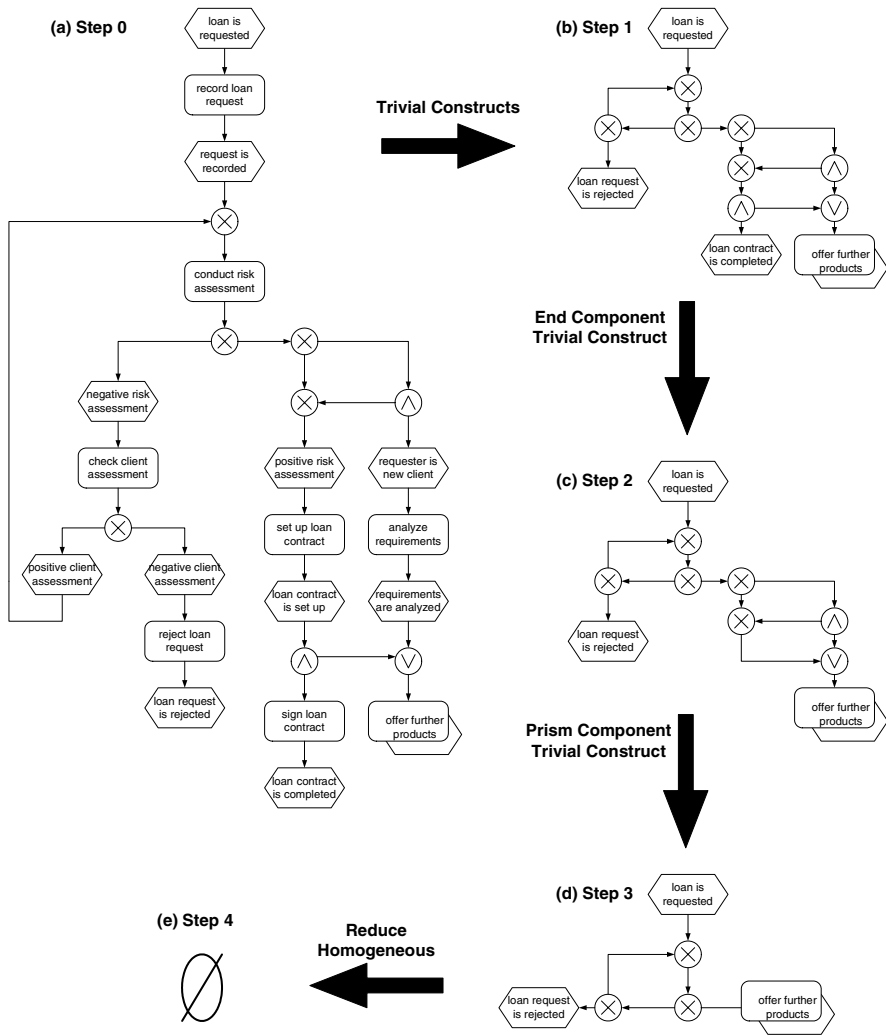 (a) Step 0
loan is
requested
record loan
request
request is
recorded
conduct risk
assessment
negative risk
assessment
check client
assessment
positive client
assessment
negative client
assessment
reject loan
request
loan request
is rejected
positive risk
assessment
set up loan
contract
loan contract
is set up
sign loan
contract
loan contract
is completed
requester is
new client
analyze
requirements
requirements
are analyzed
offer further
products
Trivial Constructs
(b) Step 1
loan is
requested
loan request
is rejected
loan contract
is completed
offer further
products
End Component
Trivial Construct
(c) Step 2
loan is
requested
loan request
is rejected
offer further
products
Prism Component
Trivial Construct
(d) Step 3
loan is
requested
loan request
is rejected
offer further
products
Reduce
Homogeneous
(e) Step 4